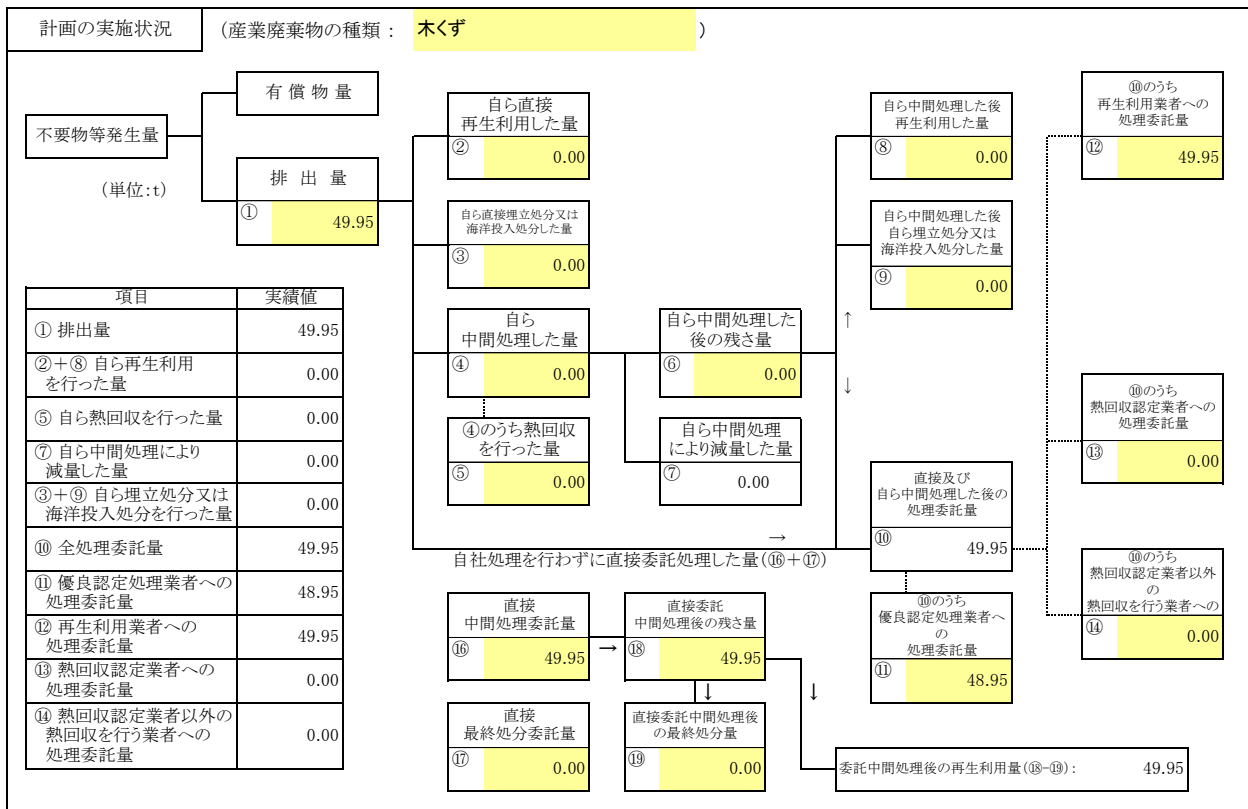 計画の実施状況
(産業廃棄物の種類： 木くず )
有 償 物 量
不要物等発生量
(単位:t)
排 出 量
① 49.95
自ら直接
再生利用した量
② 0.00
自ら直接埋立処分又は
海洋投入処分した量
③ 0.00
自ら
中間処理した量
④ 0.00
④のうち熱回収
を行った量
⑤ 0.00
自ら中間処理した
後の残さ量
⑥ 0.00
自ら中間処理
により減量した量
⑦ 0.00
自ら中間処理した後
再生利用した量
⑧ 0.00
自ら中間処理した後
自ら埋立処分又は
海洋投入処分した量
⑨ 0.00
↑
↓
直接及び
自ら中間処理した後の
処理委託量
⑩ 49.95
→
自社処理を行わずに直接委託処理した量(⑯＋⑰)
⑩のうち
優良認定処理業者へ
の
処理委託量
⑪ 48.95
⑩のうち
再生利用業者への
処理委託量
⑫ 49.95
⑩のうち
熱回収認定業者への
処理委託量
⑬ 0.00
⑩のうち
熱回収認定業者以外
の
熱回収を行う業者への
⑭ 0.00
直接
中間処理委託量
⑯ 49.95
→
直接委託
中間処理後の残さ量
⑱ 49.95
↓
↓
直接
最終処分委託量
⑰ 0.00
直接委託中間処理後
の最終処分量
⑲ 0.00
委託中間処理後の再生利用量(⑱-⑲)： 49.95
項目 実績値
① 排出量 49.95
②＋⑧ 自ら再生利用
を行った量 0.00
⑤ 自ら熱回収を行った量 0.00
⑦ 自ら中間処理により
減量した量 0.00
③＋⑨ 自ら埋立処分又は
海洋投入処分を行った量 0.00
⑩ 全処理委託量 49.95
⑪ 優良認定処理業者への
処理委託量 48.95
⑫ 再生利用業者への
処理委託量 49.95
⑬ 熱回収認定業者への
処理委託量 0.00
⑭ 熱回収認定業者以外の
熱回収を行う業者への
処理委託量 0.00